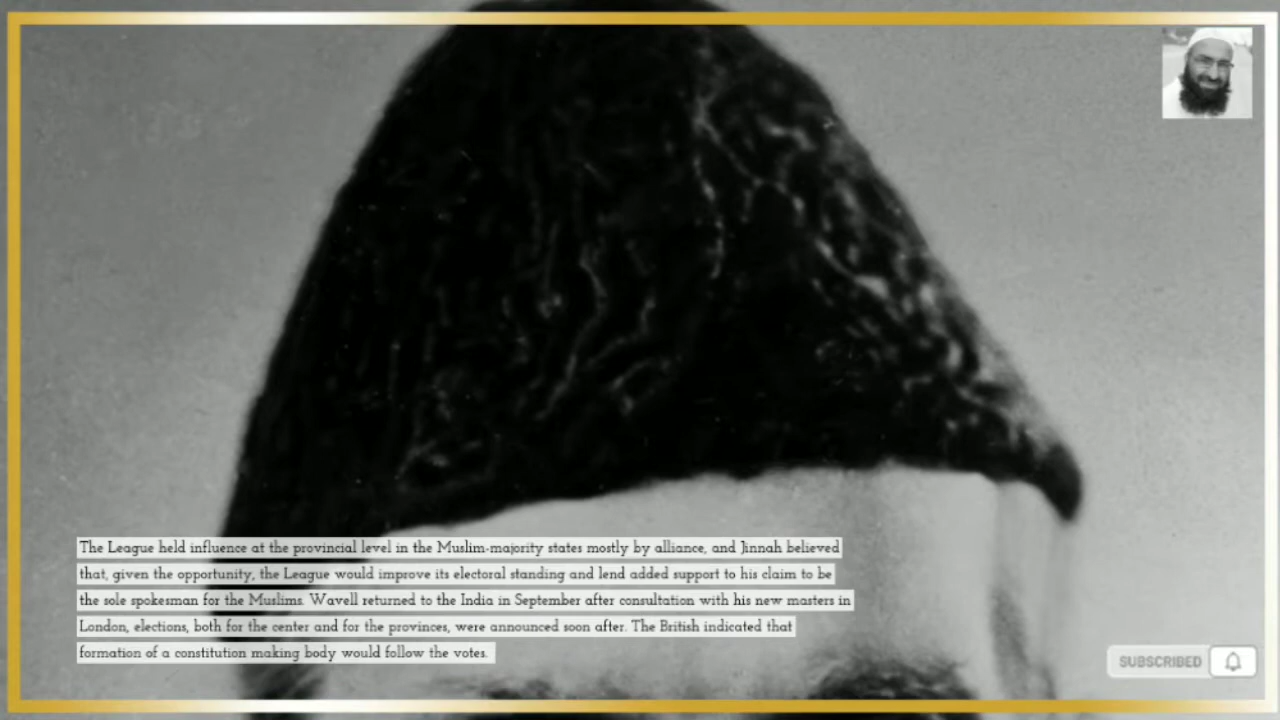 The League held influence at the provincial level in the Muslim-majority states mostly by alliance, and Jinnah believed
that, given the opportunity, the League would improve its electoral standing and lend added support to his claim to be
the sole spokesman for the Muslims. Wavell returned to the India in September after consultation with his new masters in
London, elections, both for the center and for the provinces, were announced soon after. The British indicated that
formation of a constitution making body would follow the votes.
SUBSCRIBED